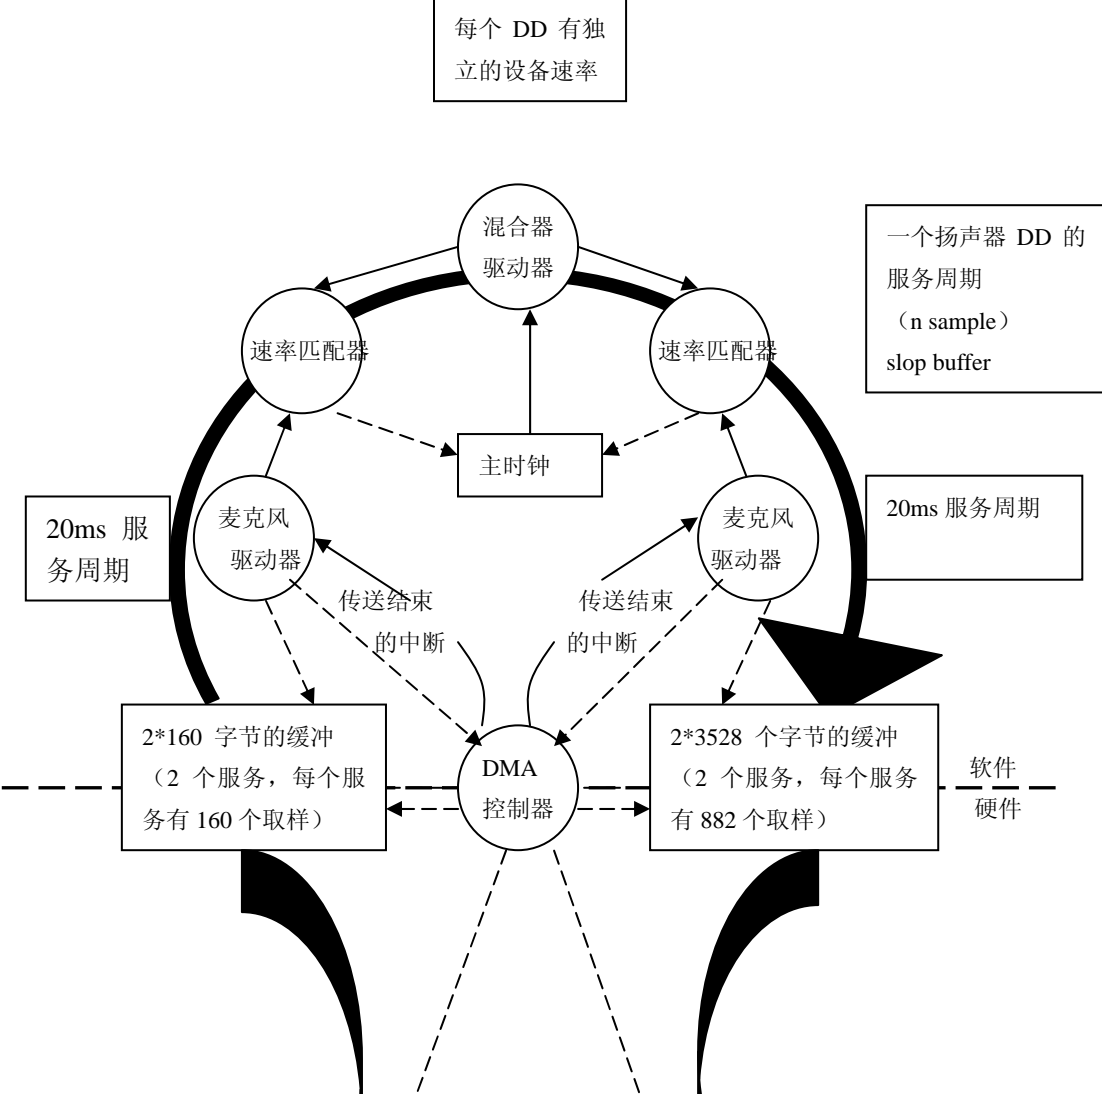 每个 DD 有独
立的设备速率
混合器
驱动器
一个扬声器 DD 的
服务周期
（n sample）
slop buffer
速率匹配器
速率匹配器
主时钟
20ms 服
务周期
麦克风
驱动器
麦克风
驱动器
20ms 服务周期
传送结束
的中断
传送结束
的中断
2*160 字节的缓冲
（2 个服务，每个服
务有 160 个取样）
DMA
控制器
2*3528 个字节的缓冲
（2 个服务，每个服务
有 882 个取样）
软件
硬件